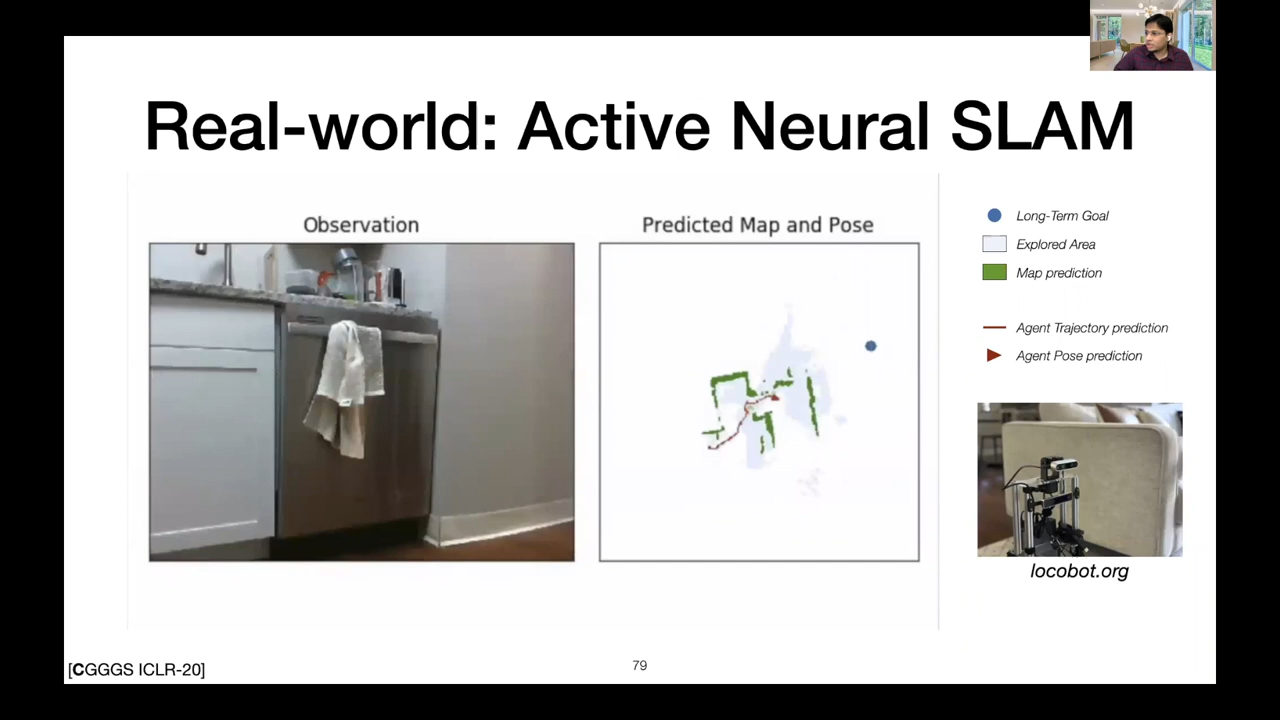 Real-world: Active Neural SLAM
Observation
Predicted Map and Pose
Long-Term Goal
Explored Area
Map prediction
Agent Trajectory prediction
Agent Pose prediction
locobot.org
[CGGGS ICLR-20]
79